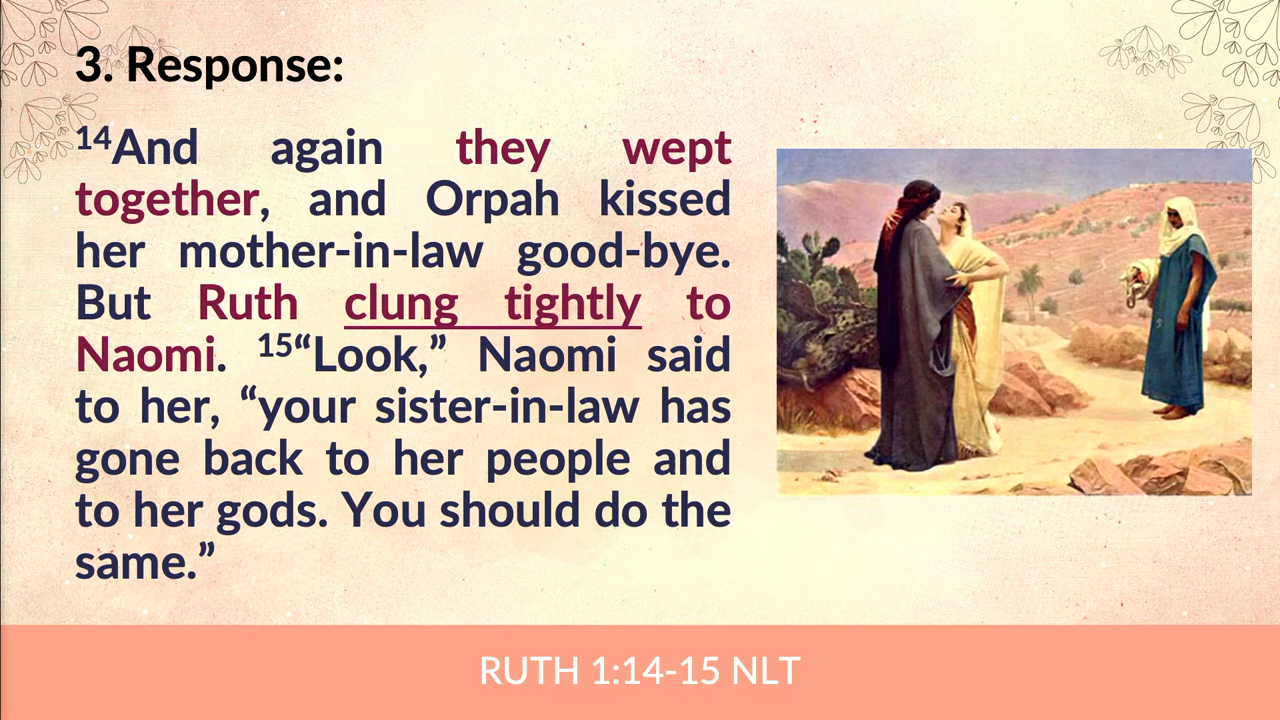 3. Response:
¹⁴And again they wept
together, and Orpah kissed
her mother-in-law good-bye.
But Ruth clung tightly to
Naomi. ¹⁵“Look,” Naomi said
to her, “your sister-in-law has
gone back to her people and
to her gods. You should do the
same.”
RUTH 1:14-15 NLT